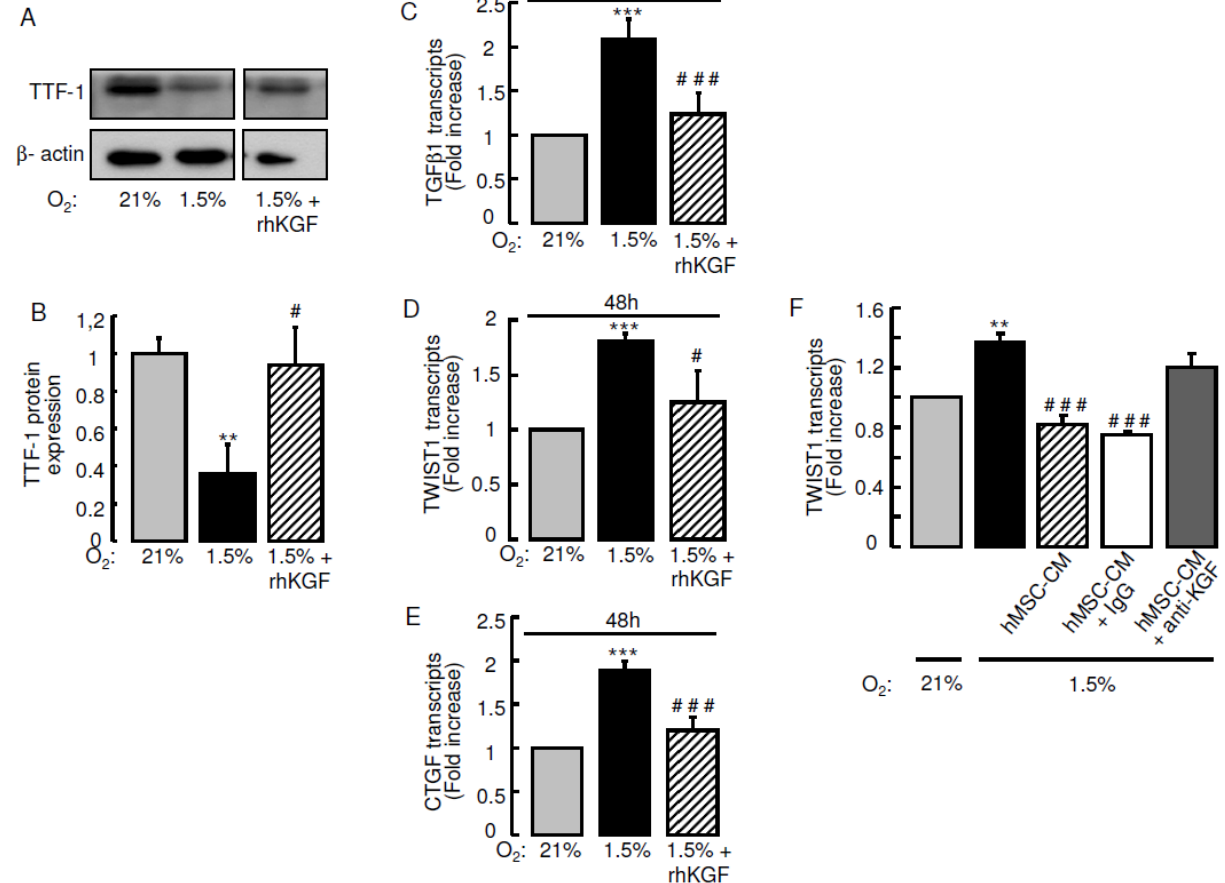 A
TTF-1
β- actin
O₂: 21% 1.5% 1.5% +
rhKGF
B
TTF-1 protein
expression
1,2
1
0.8
0.6
0.4
0.2
0
**
#
O₂: 21% 1.5% 1.5% +
rhKGF
C
TGFβ1 transcripts
(Fold increase)
2.5
2
1.5
1
0.5
0
***
# # #
O₂: 21% 1.5% 1.5% +
rhKGF
D
48h
TWIST1 transcripts
(Fold increase)
2
1.5
1
0.5
0
***
#
O₂: 21% 1.5% 1.5% +
rhKGF
E
48h
CTGF transcripts
(Fold increase)
2.5
2
1.5
1
0.5
0
***
# # #
O₂: 21% 1.5% 1.5% +
rhKGF
F
TWIST1 transcripts
(Fold increase)
1.6
1.2
0.8
0.4
0
**
# # #
# # #
hMSC-CM
hMSC-CM
+ IgG
hMSC-CM
+ anti-KGF
O₂: 21% 1.5%